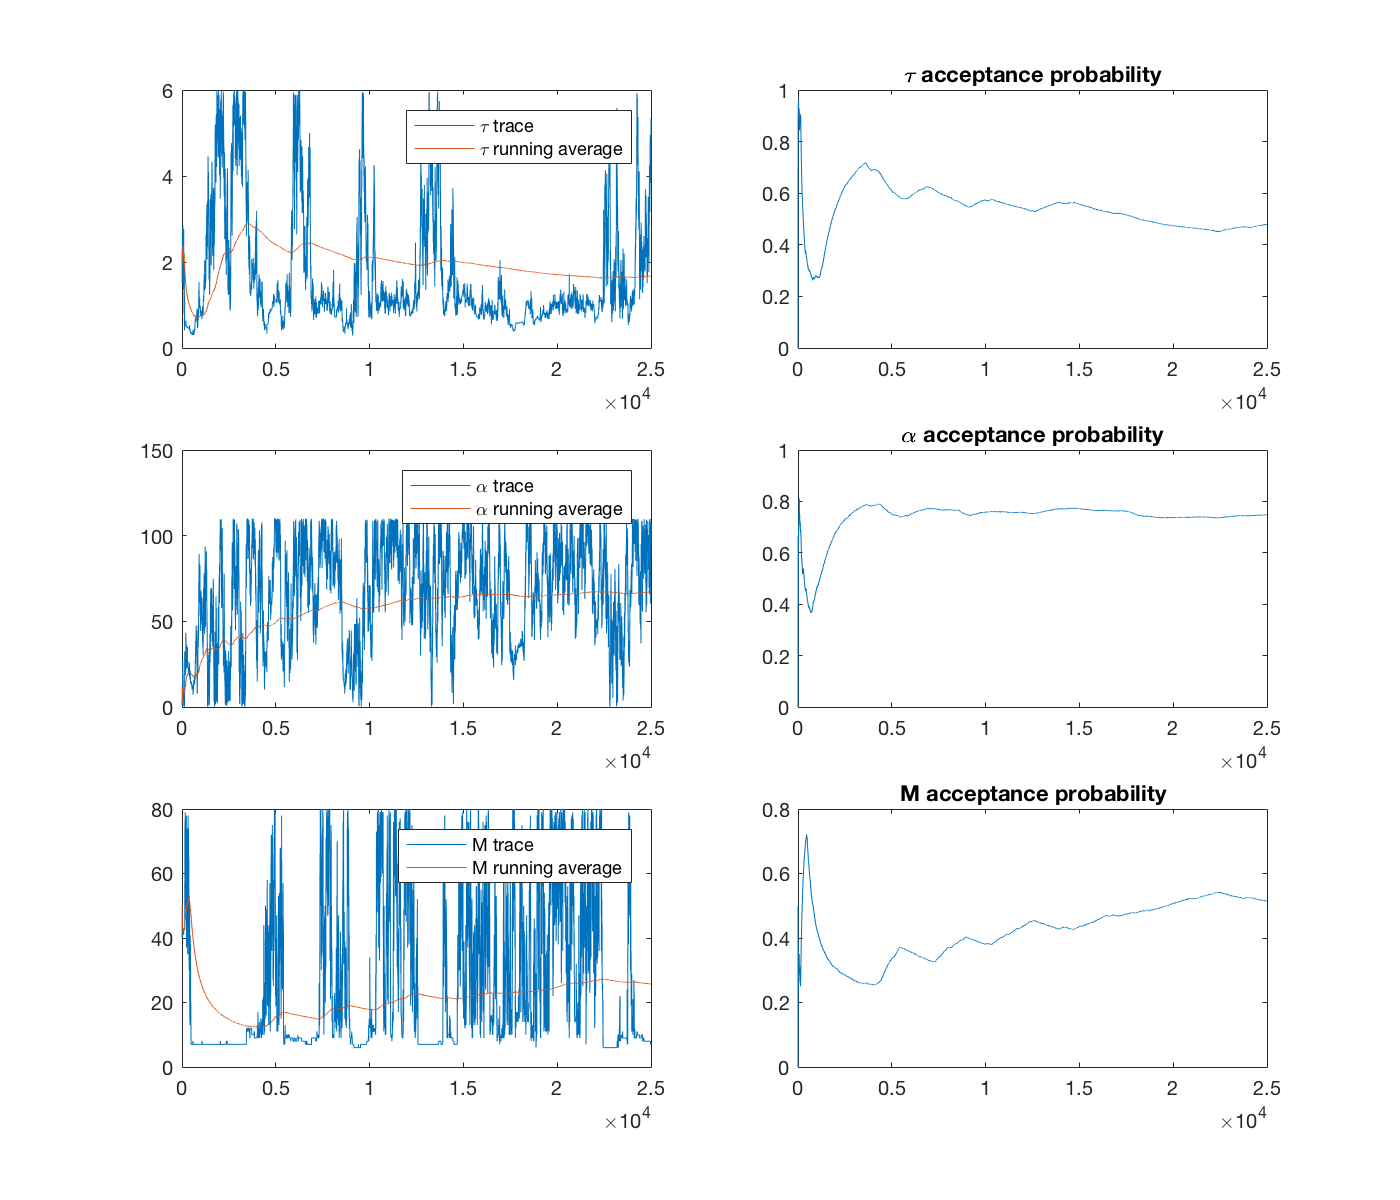 τ acceptance probability
6
4
2
0
τ trace
τ running average
0 0.5 1 1.5 2 2.5
×10^4
1
0.8
0.6
0.4
0.2
0
0 0.5 1 1.5 2 2.5
×10^4
α acceptance probability
150
100
50
0
α trace
α running average
0 0.5 1 1.5 2 2.5
×10^4
1
0.8
0.6
0.4
0.2
0
0 0.5 1 1.5 2 2.5
×10^4
M acceptance probability
80
60
40
20
0
M trace
M running average
0 0.5 1 1.5 2 2.5
×10^4
0.8
0.6
0.4
0.2
0
0 0.5 1 1.5 2 2.5
×10^4